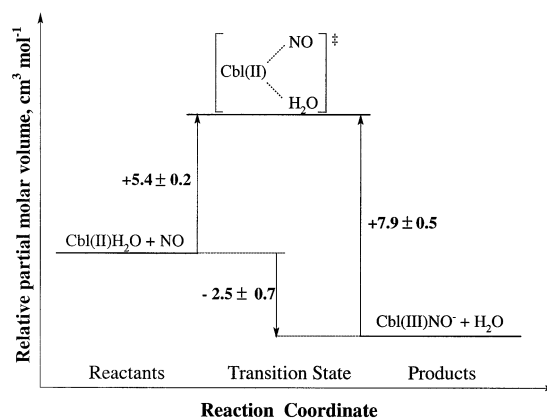 Relative partial molar volume, cm³ mol⁻¹
NO
‡
Cbl(II)
H₂O
+5.4 ± 0.2
+7.9 ± 0.5
Cbl(II)H₂O + NO
- 2.5 ± 0.7
Cbl(III)NO⁻ + H₂O
Reactants Transition State Products
Reaction Coordinate